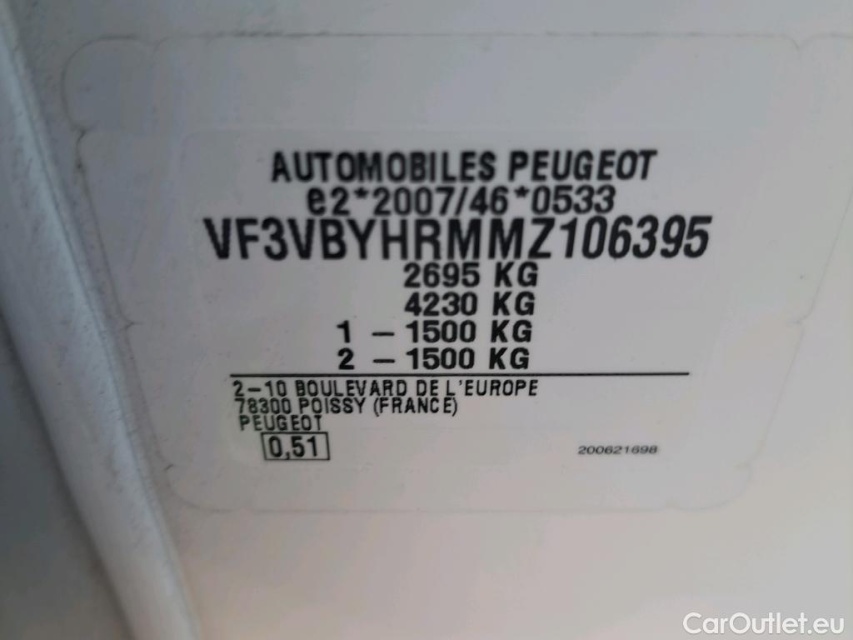 AUTOMOBILES PEUGEOT
e2*2007/46*0533
VF3VBYHRMMZ106395
2695 KG
4230 KG
1 - 1500 KG
2 - 1500 KG
2-10 BOULEVARD DE L'EUROPE
78300 POISSY (FRANCE)
PEUGEOT
0,51
200621698
CarOutlet.eu